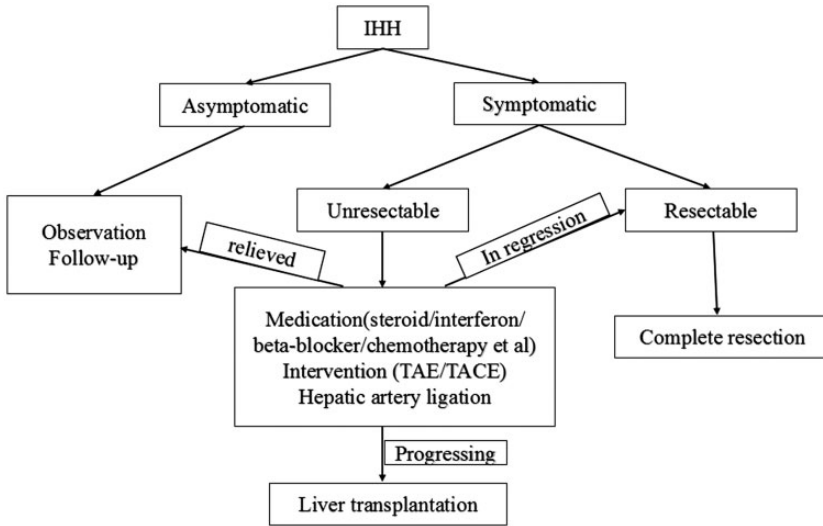 IHH
Asymptomatic
Symptomatic
Observation
Follow-up
relieved
Unresectable
In regression
Resectable
Medication(steroid/interferon/
beta-blocker/chemotherapy et al)
Intervention (TAE/TACE)
Hepatic artery ligation
Complete resection
Progressing
Liver transplantation